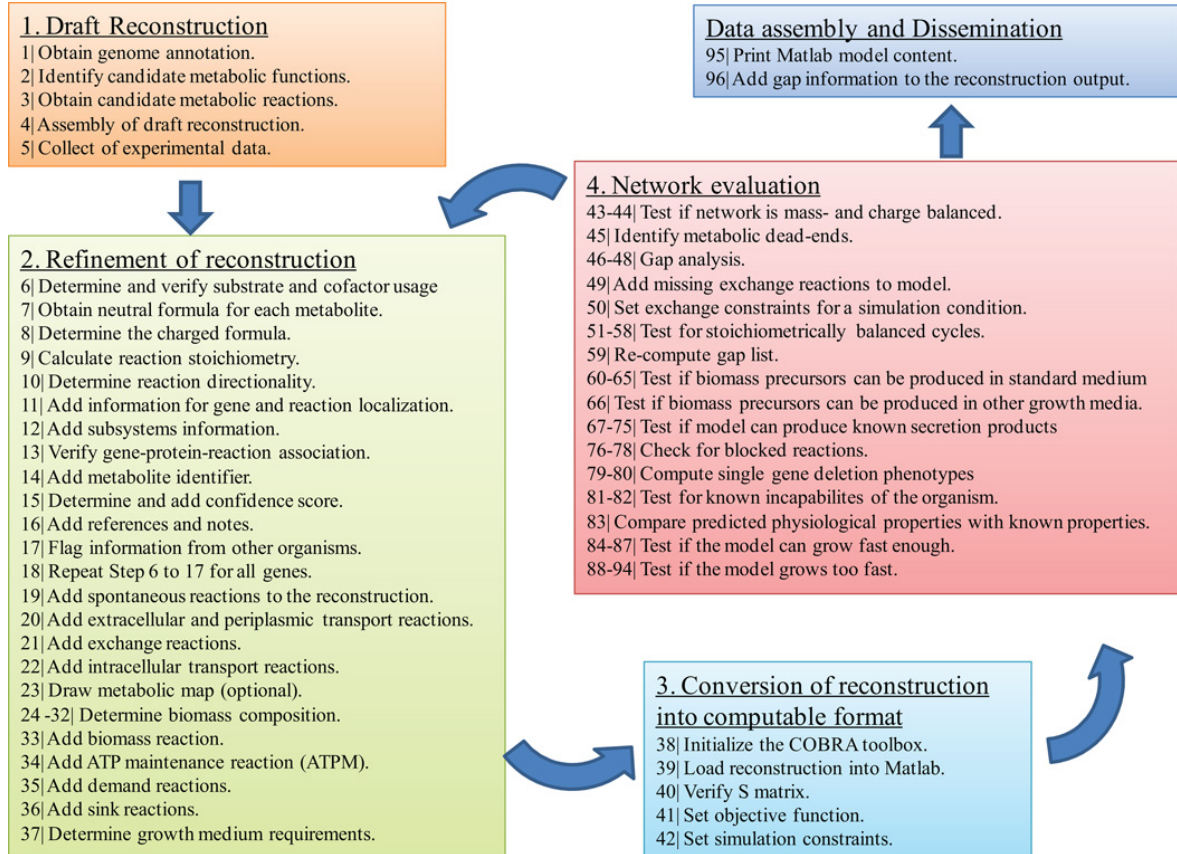 1. Draft Reconstruction
1| Obtain genome annotation.
2| Identify candidate metabolic functions.
3| Obtain candidate metabolic reactions.
4| Assembly of draft reconstruction.
5| Collect of experimental data.
2. Refinement of reconstruction
6| Determine and verify substrate and cofactor usage
7| Obtain neutral formula for each metabolite.
8| Determine the charged formula.
9| Calculate reaction stoichiometry.
10| Determine reaction directionality.
11| Add information for gene and reaction localization.
12| Add subsystems information.
13| Verify gene-protein-reaction association.
14| Add metabolite identifier.
15| Determine and add confidence score.
16| Add references and notes.
17| Flag information from other organisms.
18| Repeat Step 6 to 17 for all genes.
19| Add spontaneous reactions to the reconstruction.
20| Add extracellular and periplasmic transport reactions.
21| Add exchange reactions.
22| Add intracellular transport reactions.
23| Draw metabolic map (optional).
24 -32| Determine biomass composition.
33| Add biomass reaction.
34| Add ATP maintenance reaction (ATPM).
35| Add demand reactions.
36| Add sink reactions.
37| Determine growth medium requirements.
3. Conversion of reconstruction
into computable format
38| Initialize the COBRA toolbox.
39| Load reconstruction into Matlab.
40| Verify S matrix.
41| Set objective function.
42| Set simulation constraints.
4. Network evaluation
43-44| Test if network is mass- and charge balanced.
45| Identify metabolic dead-ends.
46-48| Gap analysis.
49| Add missing exchange reactions to model.
50| Set exchange constraints for a simulation condition.
51-58| Test for stoichiometrically balanced cycles.
59| Re-compute gap list.
60-65| Test if biomass precursors can be produced in standard medium
66| Test if biomass precursors can be produced in other growth media.
67-75| Test if model can produce known secretion products
76-78| Check for blocked reactions.
79-80| Compute single gene deletion phenotypes
81-82| Test for known incapabilites of the organism.
83| Compare predicted physiological properties with known properties.
84-87| Test if the model can grow fast enough.
88-94| Test if the model grows too fast.
Data assembly and Dissemination
95| Print Matlab model content.
96| Add gap information to the reconstruction output.